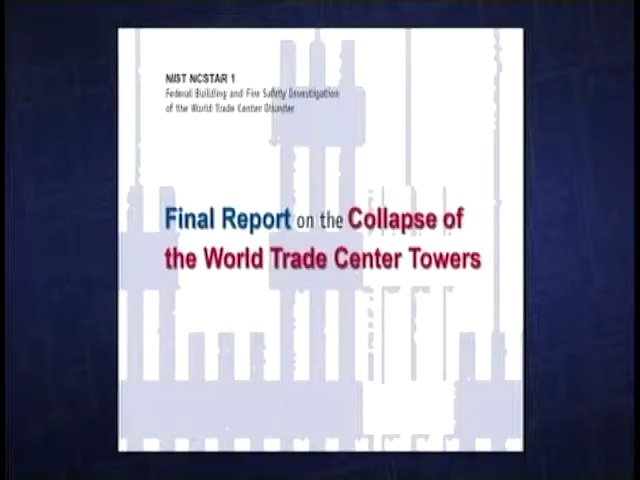 NIST NCSTAR 1
Federal Building and Fire Safety Investigation
of the World Trade Center Disaster
Final Report on the Collapse of
the World Trade Center Towers